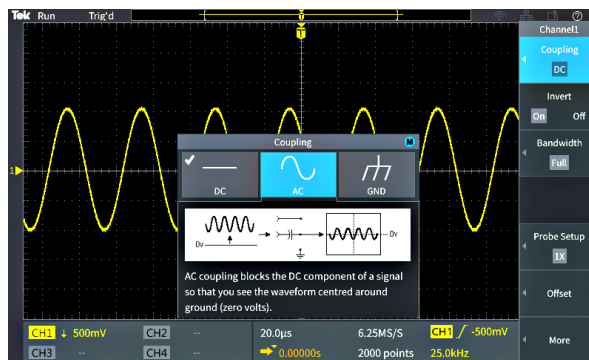 Tek Run Trig'd
Channel1
Coupling
DC
Invert
On Off
Bandwidth
Full
Probe Setup
1X
Offset
More
1
Coupling M
DC AC GND
0v 0v
AC coupling blocks the DC component of a signal
so that you see the waveform centred around
ground (zero volts).
CH1 500mV CH2 -- 20.0µs 6.25MS/S CH1 -500mV
CH3 -- CH4 -- 0.00000s 2000 points 25.0kHz